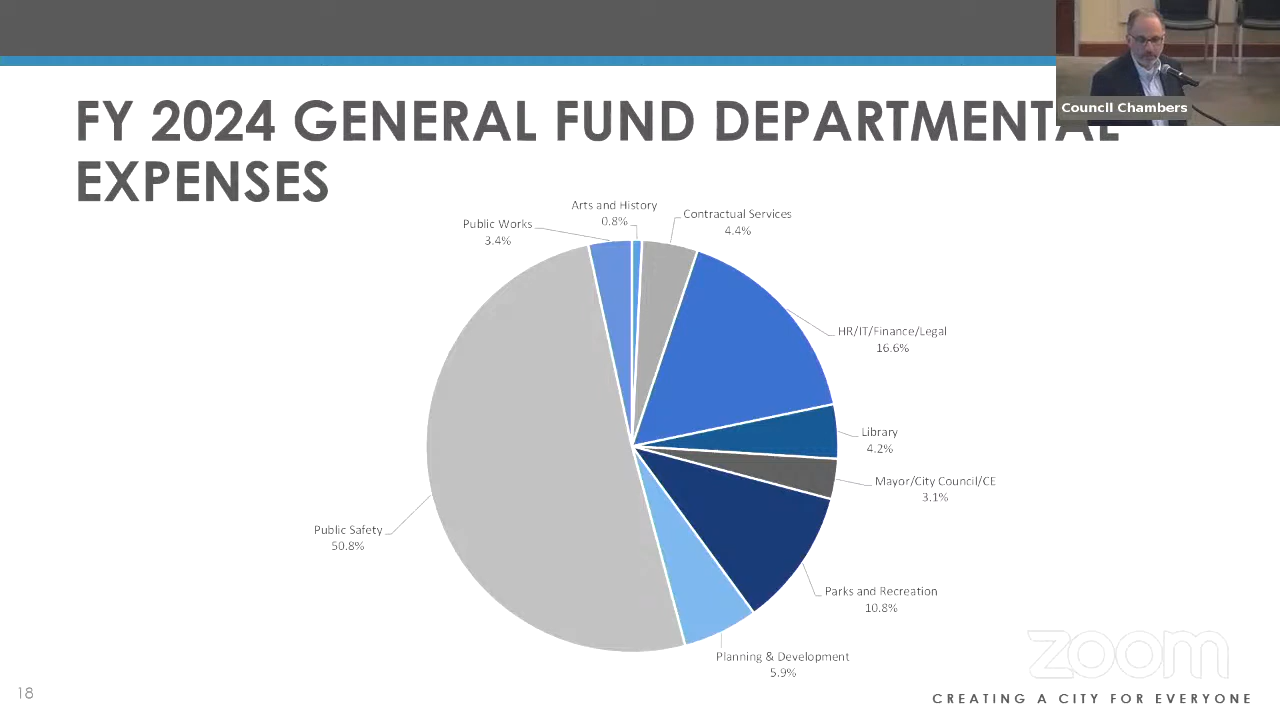 Council Chambers
FY 2024 GENERAL FUND DEPARTMENTAL
EXPENSES
Arts and History
0.8%
Contractual Services
4.4%
Public Works
3.4%
HR/IT/Finance/Legal
16.6%
Library
4.2%
Mayor/City Council/CE
3.1%
Public Safety
50.8%
Parks and Recreation
10.8%
Planning & Development
5.9%
zoom
18
CREATING A CITY FOR EVERYONE